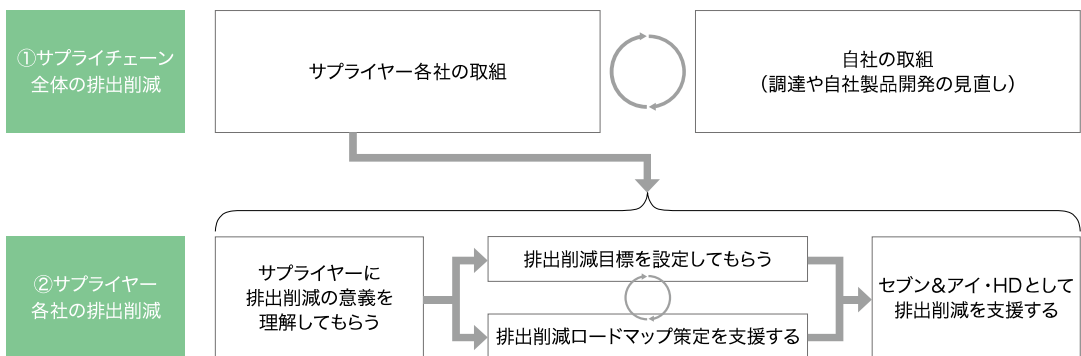 ①サプライチェーン
全体の排出削減
サプライヤー各社の取組
自社の取組
（調達や自社製品開発の見直し）
②サプライヤー
各社の排出削減
サプライヤーに
排出削減の意義を
理解してもらう
排出削減目標を設定してもらう
排出削減ロードマップ策定を支援する
セブン＆アイ・HDとして
排出削減を支援する